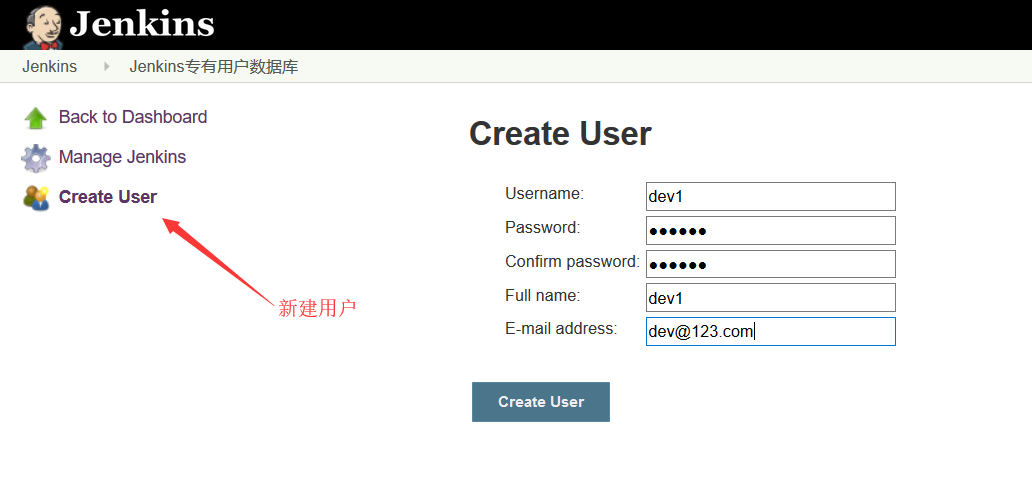 Jenkins
Jenkins Jenkins专有用户数据库
Back to Dashboard
Manage Jenkins
Create User
新建用户
Create User
Username: dev1
Password: ●●●●●●
Confirm password: ●●●●●●
Full name: dev1
E-mail address: dev@123.com
Create User